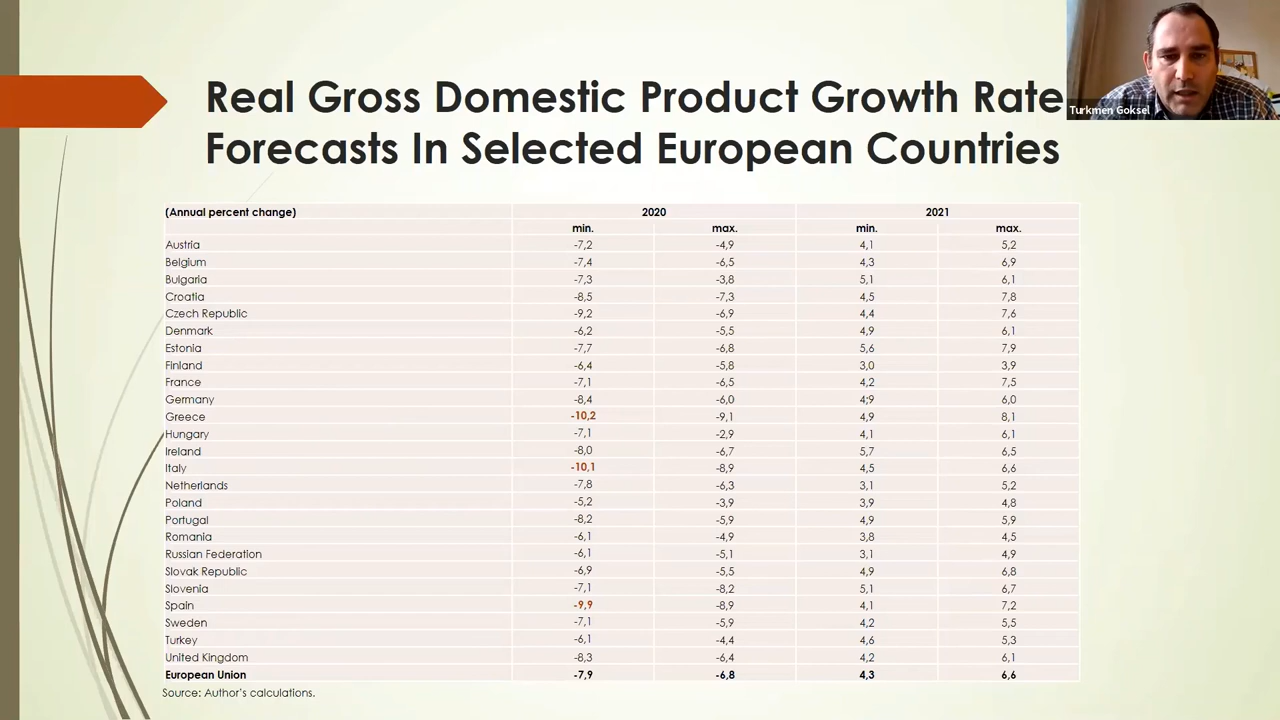 Real Gross Domestic Product Growth Rate
Forecasts In Selected European Countries
Turkmen Goksel
(Annual percent change) 2020 2021
min. max. min. max.
Austria -7,2 -4,9 4,1 5,2
Belgium -7,4 -6,5 4,3 6,9
Bulgaria -7,3 -3,8 5,1 6,1
Croatia -8,5 -7,3 4,5 7,8
Czech Republic -9,2 -6,9 4,4 7,6
Denmark -6,2 -5,5 4,9 6,1
Estonia -7,7 -6,8 5,6 7,9
Finland -6,4 -5,8 3,0 3,9
France -7,1 -6,5 4,2 7,5
Germany -8,4 -6,0 4;9 6,0
Greece -10,2 -9,1 4,9 8,1
Hungary -7,1 -2,9 4,1 6,1
Ireland -8,0 -6,7 5,7 6,5
Italy -10,1 -8,9 4,5 6,6
Netherlands -7,8 -6,3 3,1 5,2
Poland -5,2 -3,9 3,9 4,8
Portugal -8,2 -5,9 4,9 5,9
Romania -6,1 -4,9 3,8 4,5
Russian Federation -6,1 -5,1 3,1 4,9
Slovak Republic -6,9 -5,5 4,9 6,8
Slovenia -7,1 -8,2 5,1 6,7
Spain -9,9 -8,9 4,1 7,2
Sweden -7,1 -5,9 4,2 5,5
Turkey -6,1 -4,4 4,6 5,3
United Kingdom -8,3 -6,4 4,2 6,1
European Union -7,9 -6,8 4,3 6,6
Source: Author's calculations.